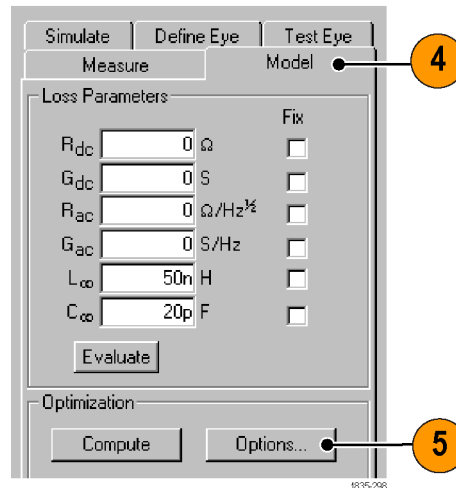 Simulate Define Eye Test Eye
Measure Model 4
Loss Parameters
Fix
Rdc 0 Ω
Gdc 0 S
Rac 0 Ω/Hz½
Gac 0 S/Hz
L∞ 50n H
C∞ 20p F
Evaluate
Optimization
Compute Options... 5
1835-298